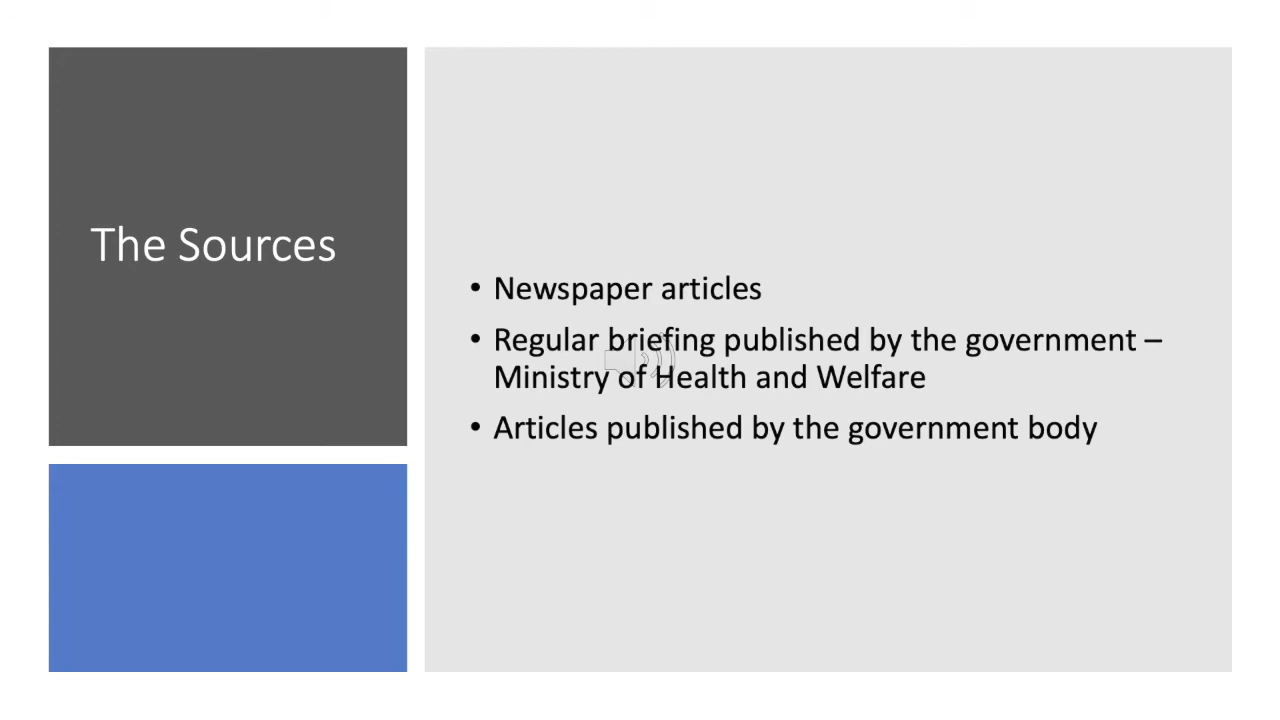 The Sources
• Newspaper articles
• Regular briefing published by the government –
Ministry of Health and Welfare
• Articles published by the government body